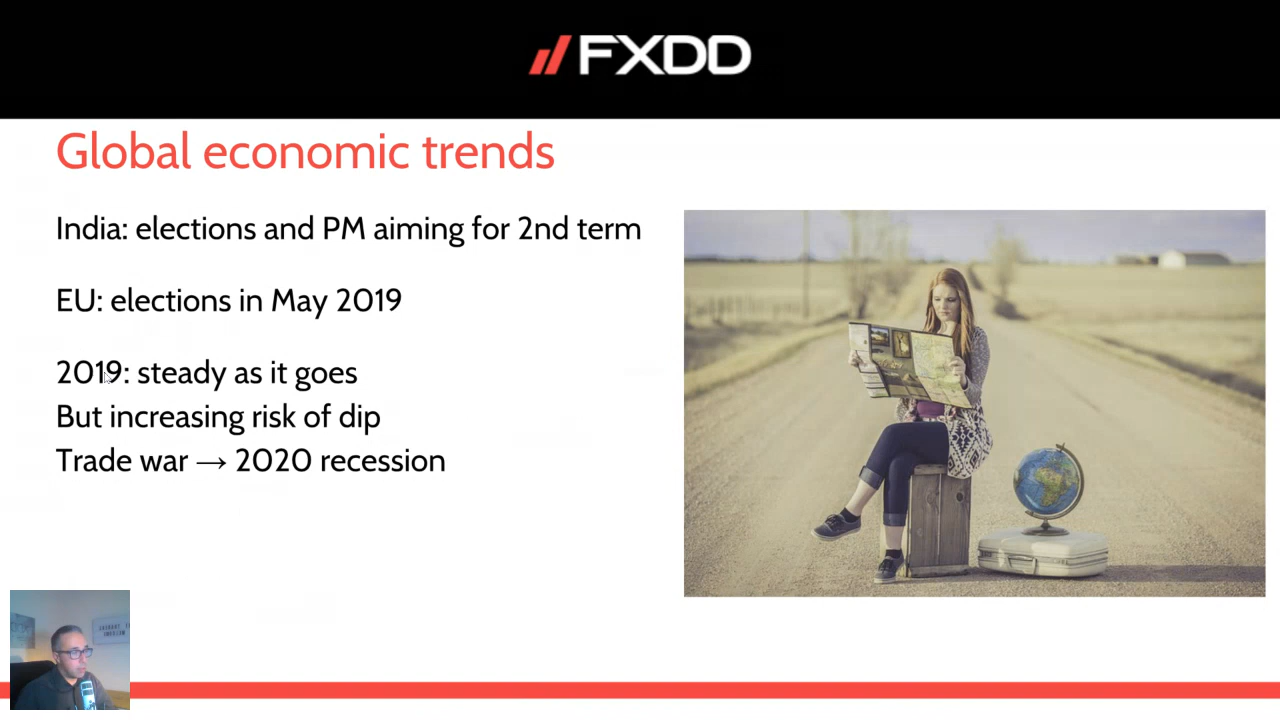 FXDD
Global economic trends
India: elections and PM aiming for 2nd term
EU: elections in May 2019
2019: steady as it goes
But increasing risk of dip
Trade war → 2020 recession